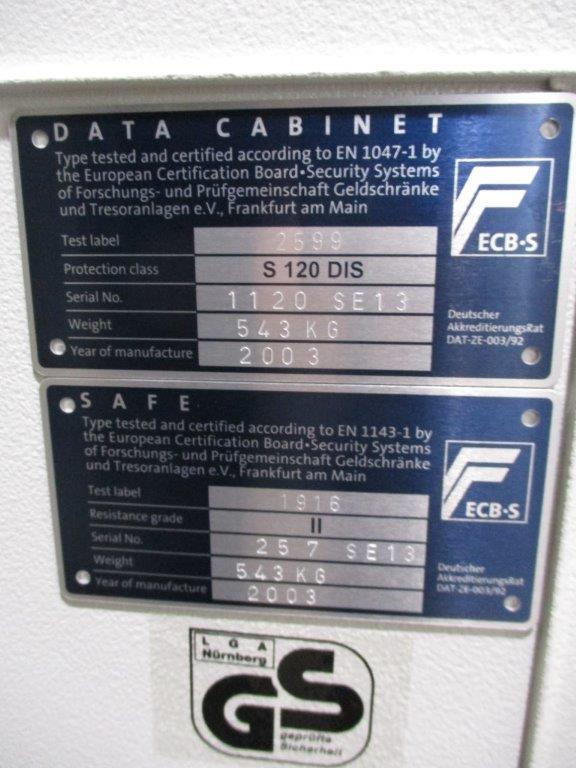 DATA CABINET
Type tested and certified according to EN 1047-1 by
the European Certification Board•Security Systems
of Forschungs- und Prüfgemeinschaft Geldschränke
und Tresoranlagen e.V., Frankfurt am Main
ECB•S
Test label 2599
Protection class S 120 DIS
Serial No. 1120 SE13
Weight 543 KG
Year of manufacture 2003
Deutscher
AkkreditierungsRat
DAT-ZE-003/92
SAFE
Type tested and certified according to EN 1143-1 by
the European Certification Board•Security Systems
of Forschungs- und Prüfgemeinschaft Geldschränke
und Tresoranlagen e.V., Frankfurt am Main
ECB•S
Test label 1916
Resistance grade II
Serial No. 257 SE13
Weight 543 KG
Year of manufacture 2003
Deutscher
AkkreditierungsRat
DAT-ZE-003/92
LGA
Nürnberg
GS
geprüfte
Sicherheit